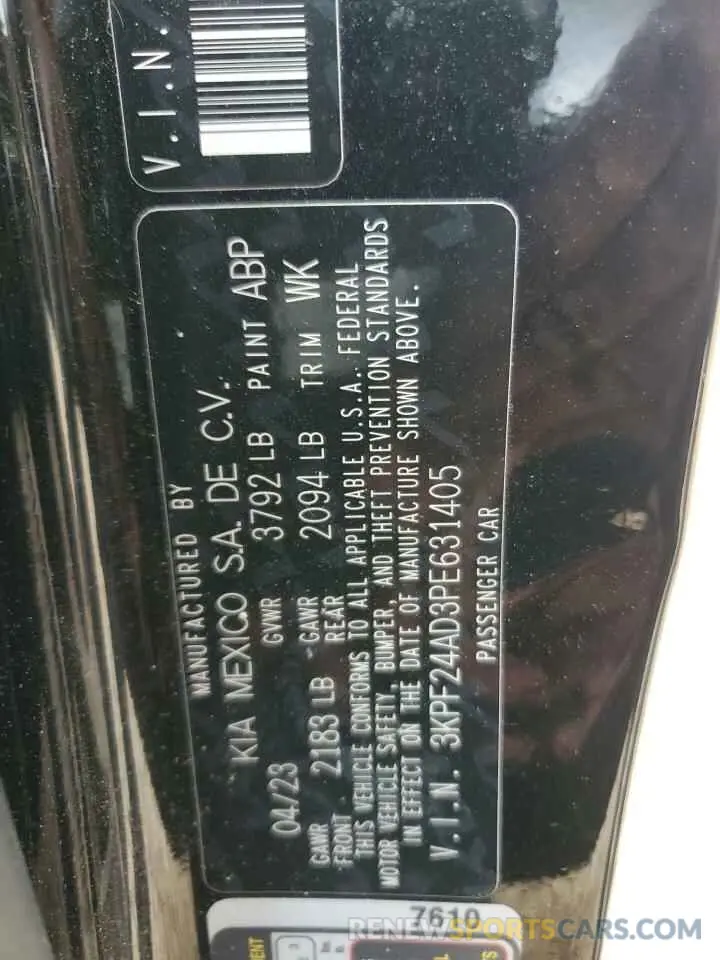 V.I.N.
MANUFACTURED BY
KIA MEXICO S.A. DE C.V.
04/23 GVWR 3792 LB PAINT ABP
GAWR FRONT 2183 LB GAWR REAR 2094 LB TRIM WK
THIS VEHICLE CONFORMS TO ALL APPLICABLE U.S.A. FEDERAL
MOTOR VEHICLE SAFETY, BUMPER, AND THEFT PREVENTION STANDARDS
IN EFFECT ON THE DATE OF MANUFACTURE SHOWN ABOVE.
V.I.N. 3KPF24AD3PE631405
PASSENGER CAR
7610
RENEWSPORTSCARS.COM